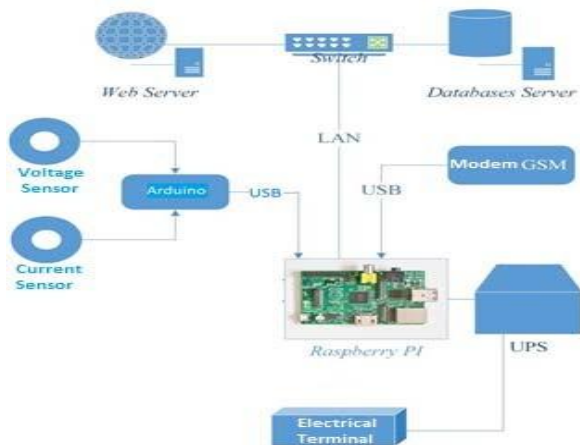 Switch
Web Server
Databases Server
LAN
Voltage
Sensor
Arduino
USB
USB
Modem GSM
Current
Sensor
Raspberry PI
UPS
Electrical
Terminal